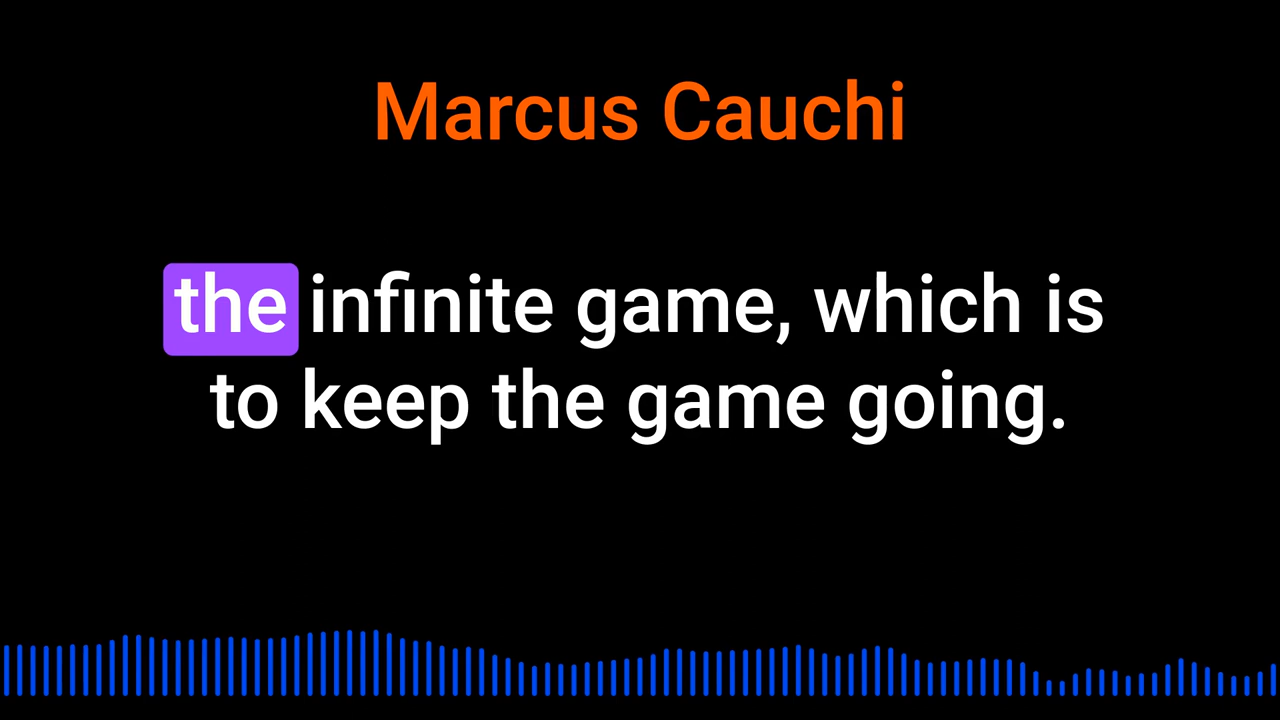 Marcus Cauchi
the infinite game, which is
to keep the game going.